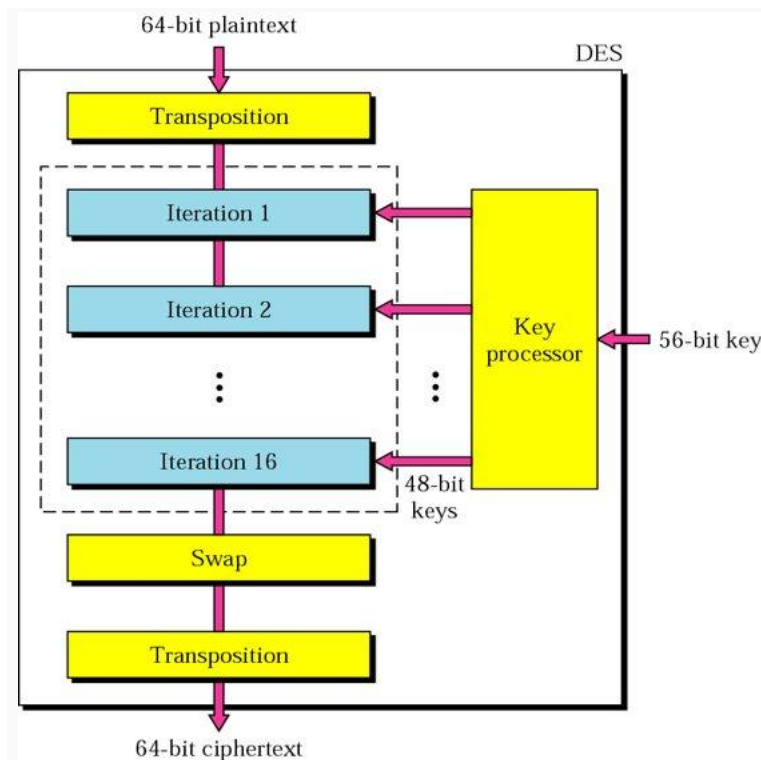 64-bit plaintext
DES
Transposition
Iteration 1
Iteration 2
Key
processor
56-bit key
Iteration 16
48-bit
keys
Swap
Transposition
64-bit ciphertext